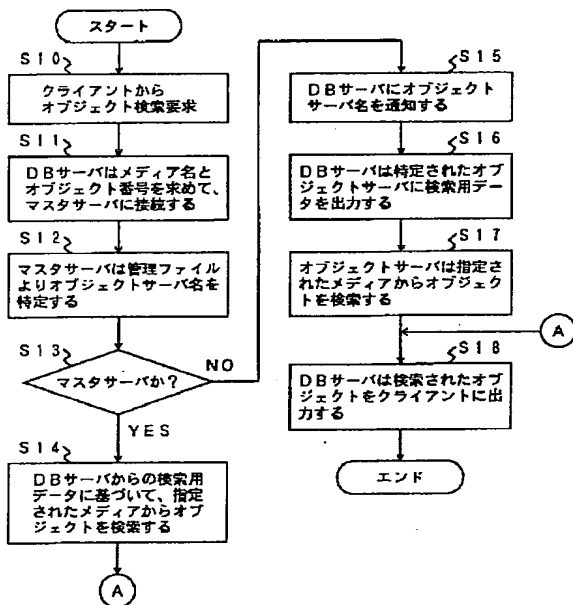 スタート
S10
クライアントから
オブジェクト検索要求
S11
DBサーバはメディア名と
オブジェクト番号を求めて、
マスタサーバに接続する
S12
マスタサーバは管理ファイル
よりオブジェクトサーバ名を
特定する
S13
マスタサーバか?
NO
YES
S14
DBサーバからの検索用
データに基づいて、指定
されたメディアからオブ
ジェクトを検索する
A
S15
DBサーバにオブジェクト
サーバ名を通知する
S16
DBサーバは特定されたオ
ブジェクトサーバに検索用デー
タを出力する
S17
オブジェクトサーバは指定
されたメディアからオブジェク
トを検索する
A
S18
DBサーバは検索されたオブ
ジェクトをクライアントに出
力する
エンド